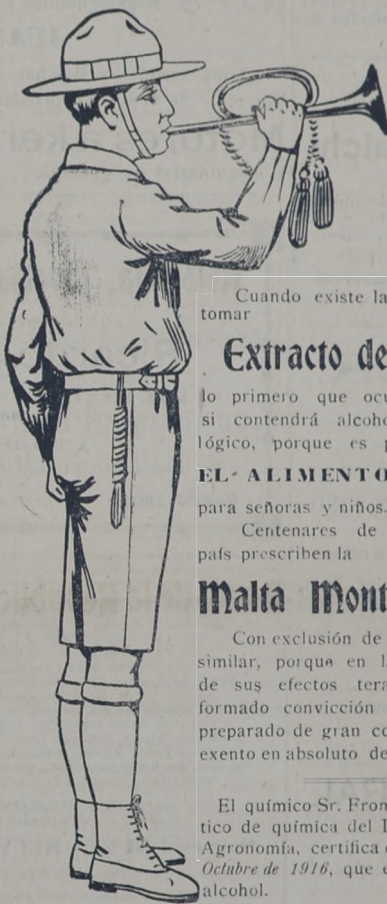 Cuando existe la
tomar
Extracto de
lo primero que ocu
si contendrá alcoho
lógico, porque es p
EL ALIMENTO
para señoras y niños.
Centenares de
país prescriben la
Malta Mont
Con exclusión de
similar, porque en l
de sus efectos tera
formado convicción
preparado de gran co
exento en absoluto de
El químico Sr. From
tico de química del I
Agronomía, certifica
Octubre de 1916, que e
alcohol.